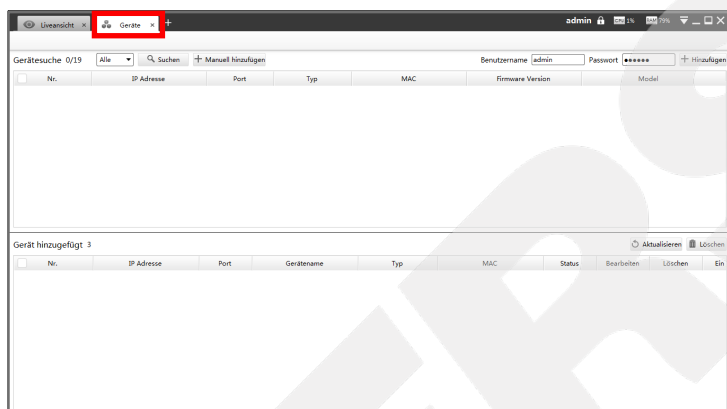 Liveansicht × Geräte × + admin CPU 1% RAM 79%
Gerätesuche 0/19 Alle Suchen + Manuell hinzufügen Benutzername admin Passwort ●●●●●● + Hinzufügen
Nr. IP Adresse Port Typ MAC Firmware Version Model
Gerät hinzugefügt 3 Aktualisieren Löschen
Nr. IP Adresse Port Gerätename Typ MAC Status Bearbeiten Löschen Ein